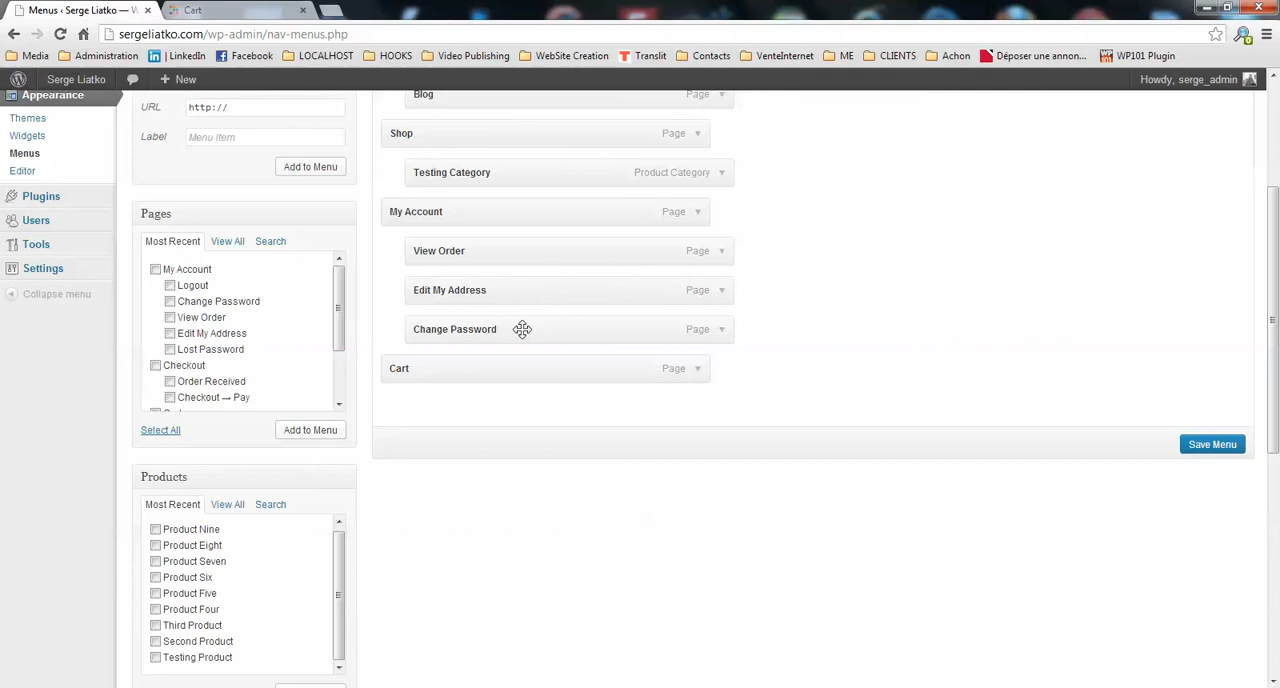 Menus ‹ Serge Liatko — W
Cart
sergeliatko.com/wp-admin/nav-menus.php
Media
Administration
LinkedIn
Facebook
LOCALHOST
HOOKS
Video Publishing
WebSite Creation
Translit
Contacts
VenteInternet
ME
CLIENTS
Achon
Déposer une annon...
WP101 Plugin
Serge Liatko
New
Howdy, serge_admin
Appearance
Themes
Widgets
Menus
Editor
Plugins
Users
Tools
Settings
Collapse menu
URL http://
Label Menu Item
Add to Menu
Pages
Most Recent View All Search
My Account
Logout
Change Password
View Order
Edit My Address
Lost Password
Checkout
Order Received
Checkout → Pay
Select All Add to Menu
Products
Most Recent View All Search
Product Nine
Product Eight
Product Seven
Product Six
Product Five
Product Four
Third Product
Second Product
Testing Product
Blog Page
Shop Page
Testing Category Product Category
My Account Page
View Order Page
Edit My Address Page
Change Password Page
Cart Page
Save Menu